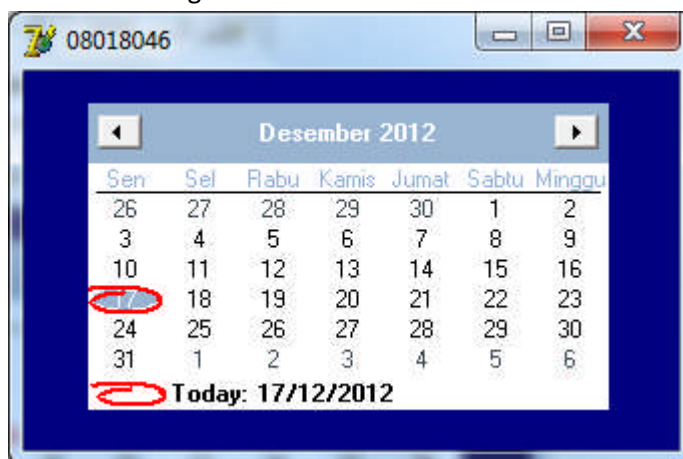 08018046
Desember 2012
Sen Sel Rabu Kamis Jumat Sabtu Minggu
26 27 28 29 30 1 2
3 4 5 6 7 8 9
10 11 12 13 14 15 16
17 18 19 20 21 22 23
24 25 26 27 28 29 30
31 1 2 3 4 5 6
Today: 17/12/2012